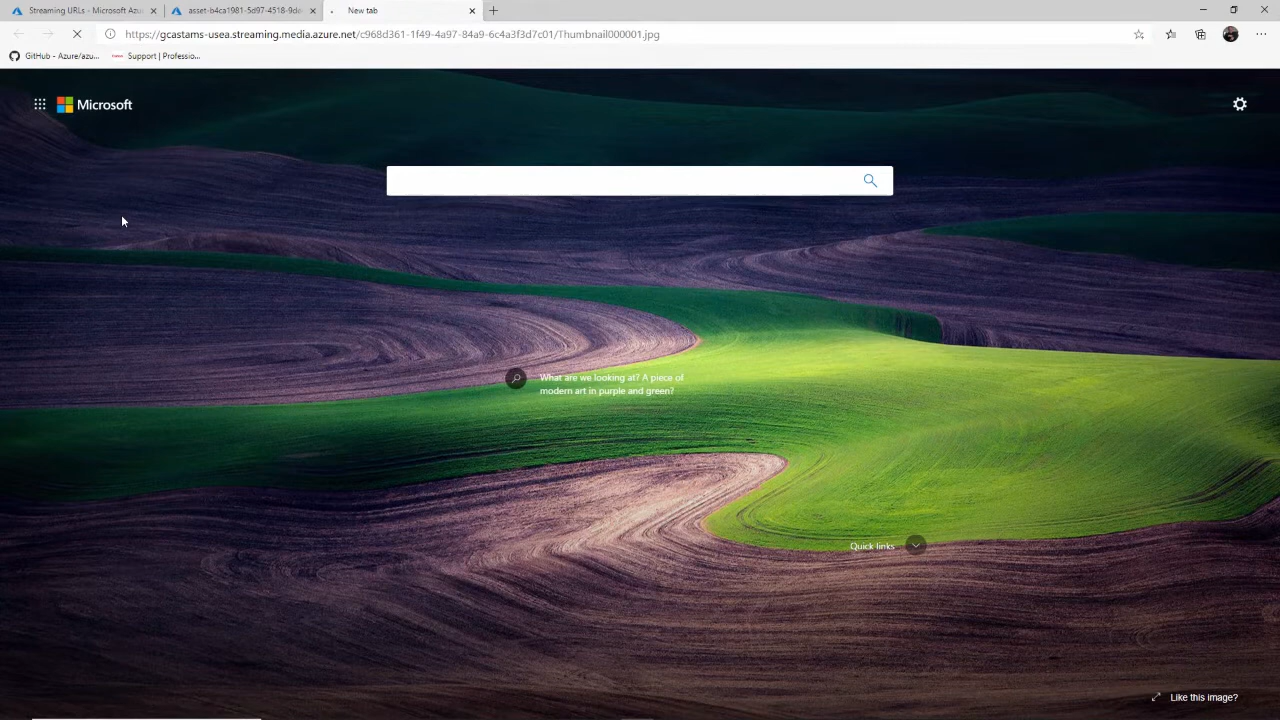 Streaming URLs - Microsoft Azu
asset-b4ca1981-5d97-4518-9da-
New tab
https://gcastams-usea.streaming.media.azure.net/c968d361-1f49-4a97-84a9-6c4a3f3d7c01/Thumbnail000001.jpg
GitHub - Azure/azu...
Support | Professio...
Microsoft
What are we looking at? A piece of
modern art in purple and green?
Quick links
Like this image?